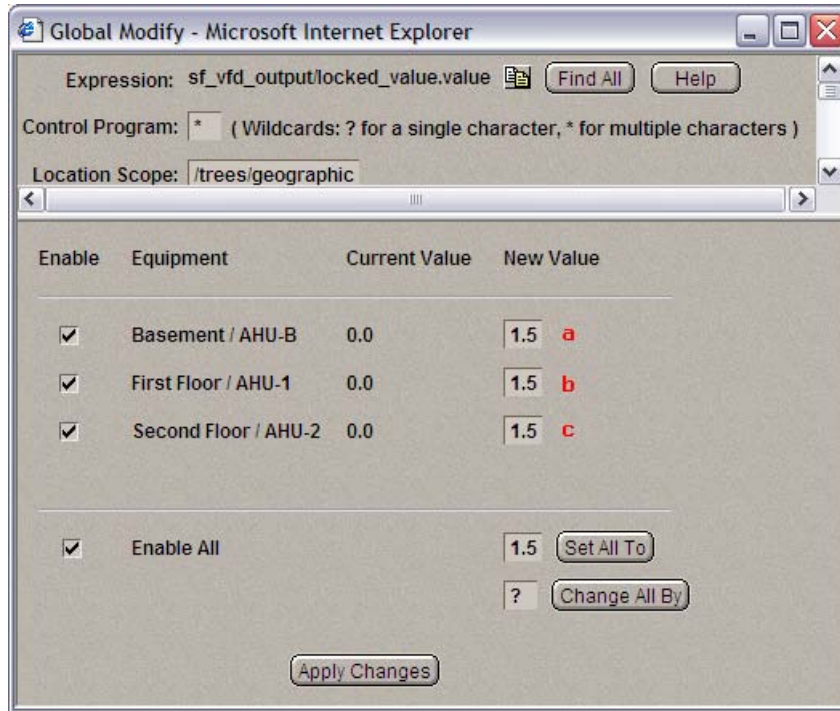 Global Modify - Microsoft Internet Explorer
Expression: sf_vfd_output/locked_value.value Find All Help
Control Program: * ( Wildcards: ? for a single character, * for multiple characters )
Location Scope: /trees/geographic
Enable Equipment Current Value New Value
Basement / AHU-B 0.0 1.5 a
First Floor / AHU-1 0.0 1.5 b
Second Floor / AHU-2 0.0 1.5 c
Enable All 1.5 Set All To
? Change All By
Apply Changes